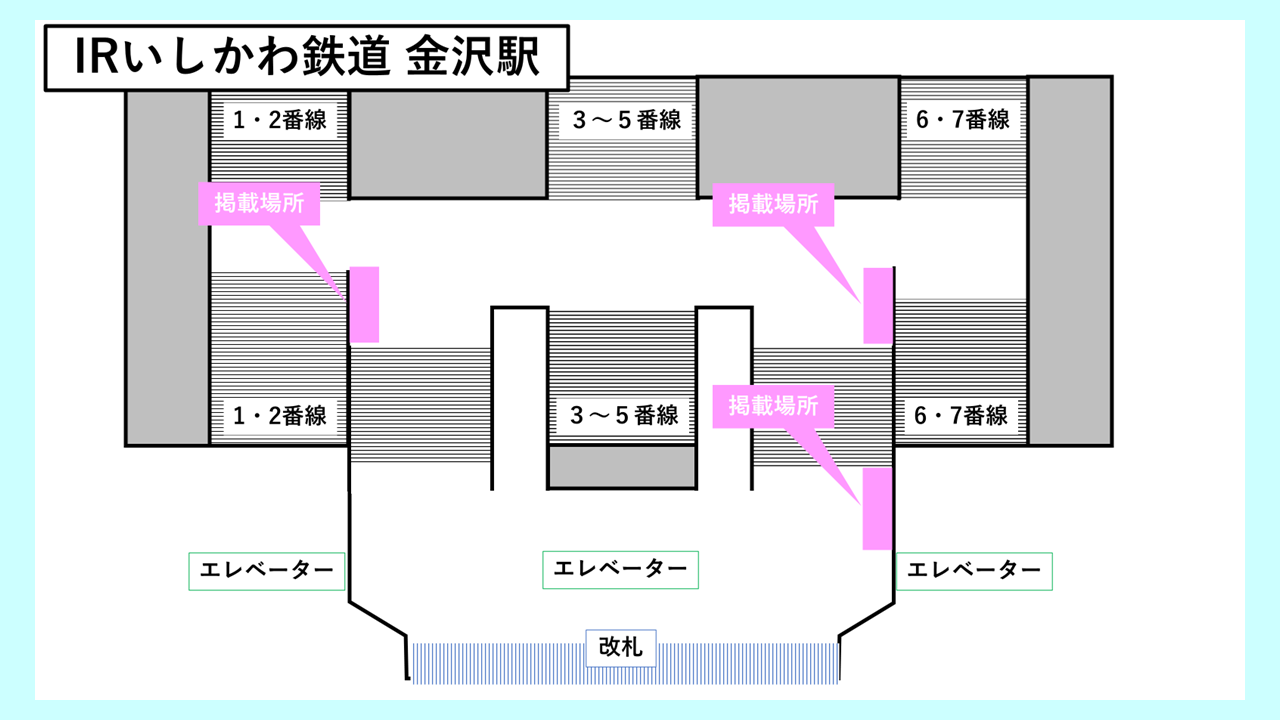 IRいしかわ鉄道 金沢駅
1・2番線
3～5番線
6・7番線
掲載場所
掲載場所
掲載場所
1・2番線
3～5番線
6・7番線
エレベーター
エレベーター
エレベーター
改札